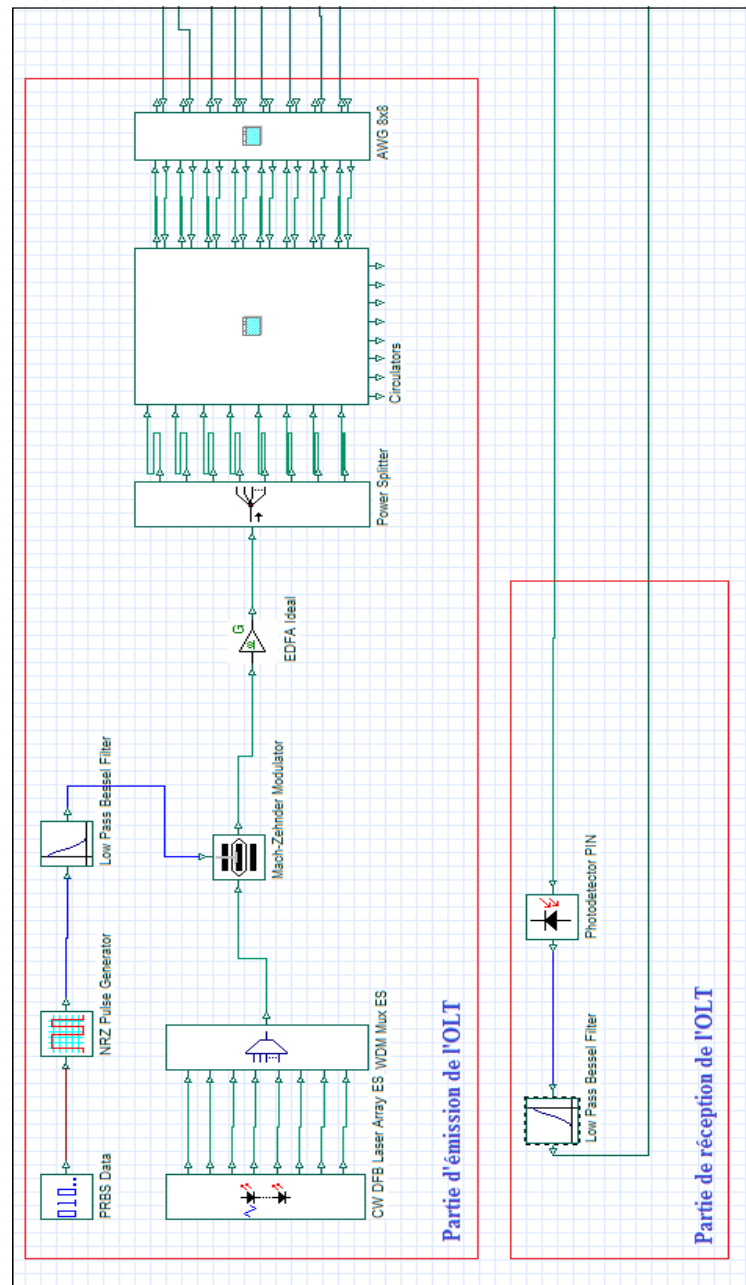 PRBS Data
NRZ Pulse Generator
Low Pass Bessel Filter
CW DFB Laser Array ES
WDM Mux ES
Mach-Zehnder Modulator
G
EDFA Ideal
Power Splitter
Circulators
AWG 8x8
Partie d'émission de l'OLT
Low Pass Bessel Filter
Photodetector PIN
Partie de réception de l'OLT